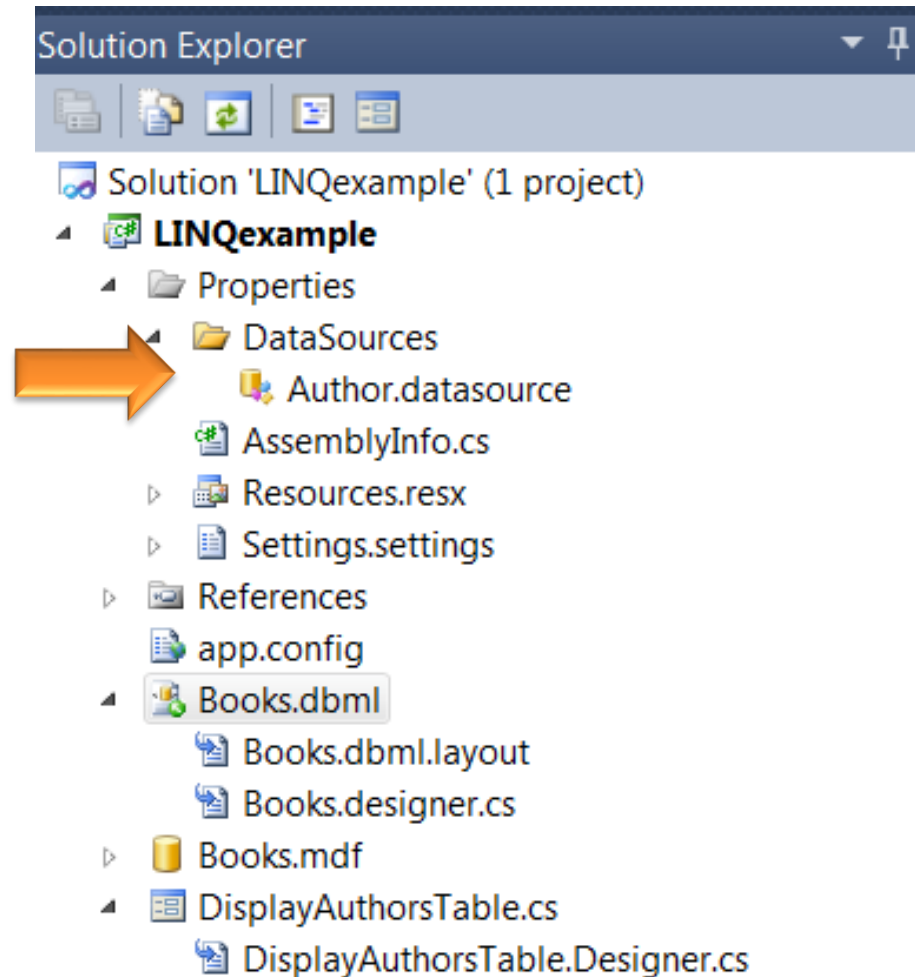 Solution Explorer
Solution 'LINQexample' (1 project)
LINQexample
Properties
DataSources
Author.datasource
AssemblyInfo.cs
Resources.resx
Settings.settings
References
app.config
Books.dbml
Books.dbml.layout
Books.designer.cs
Books.mdf
DisplayAuthorsTable.cs
DisplayAuthorsTable.Designer.cs